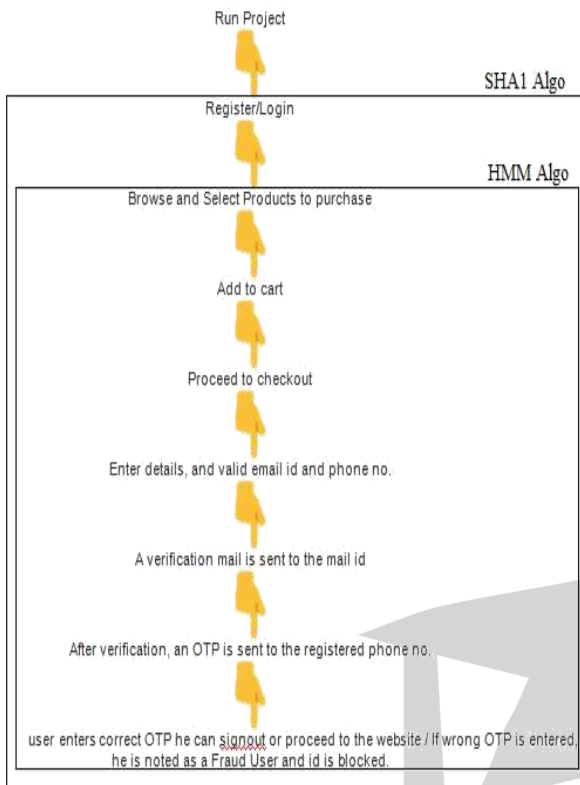 Run Project
SHA1 Algo
Register/Login
HMM Algo
Browse and Select Products to purchase
Add to cart
Proceed to checkout
Enter details, and valid email id and phone no.
A verification mail is sent to the mail id
After verification, an OTP is sent to the registered phone no.
user enters correct OTP he can signout or proceed to the website / If wrong OTP is entered,
he is noted as a Fraud User and id is blocked.